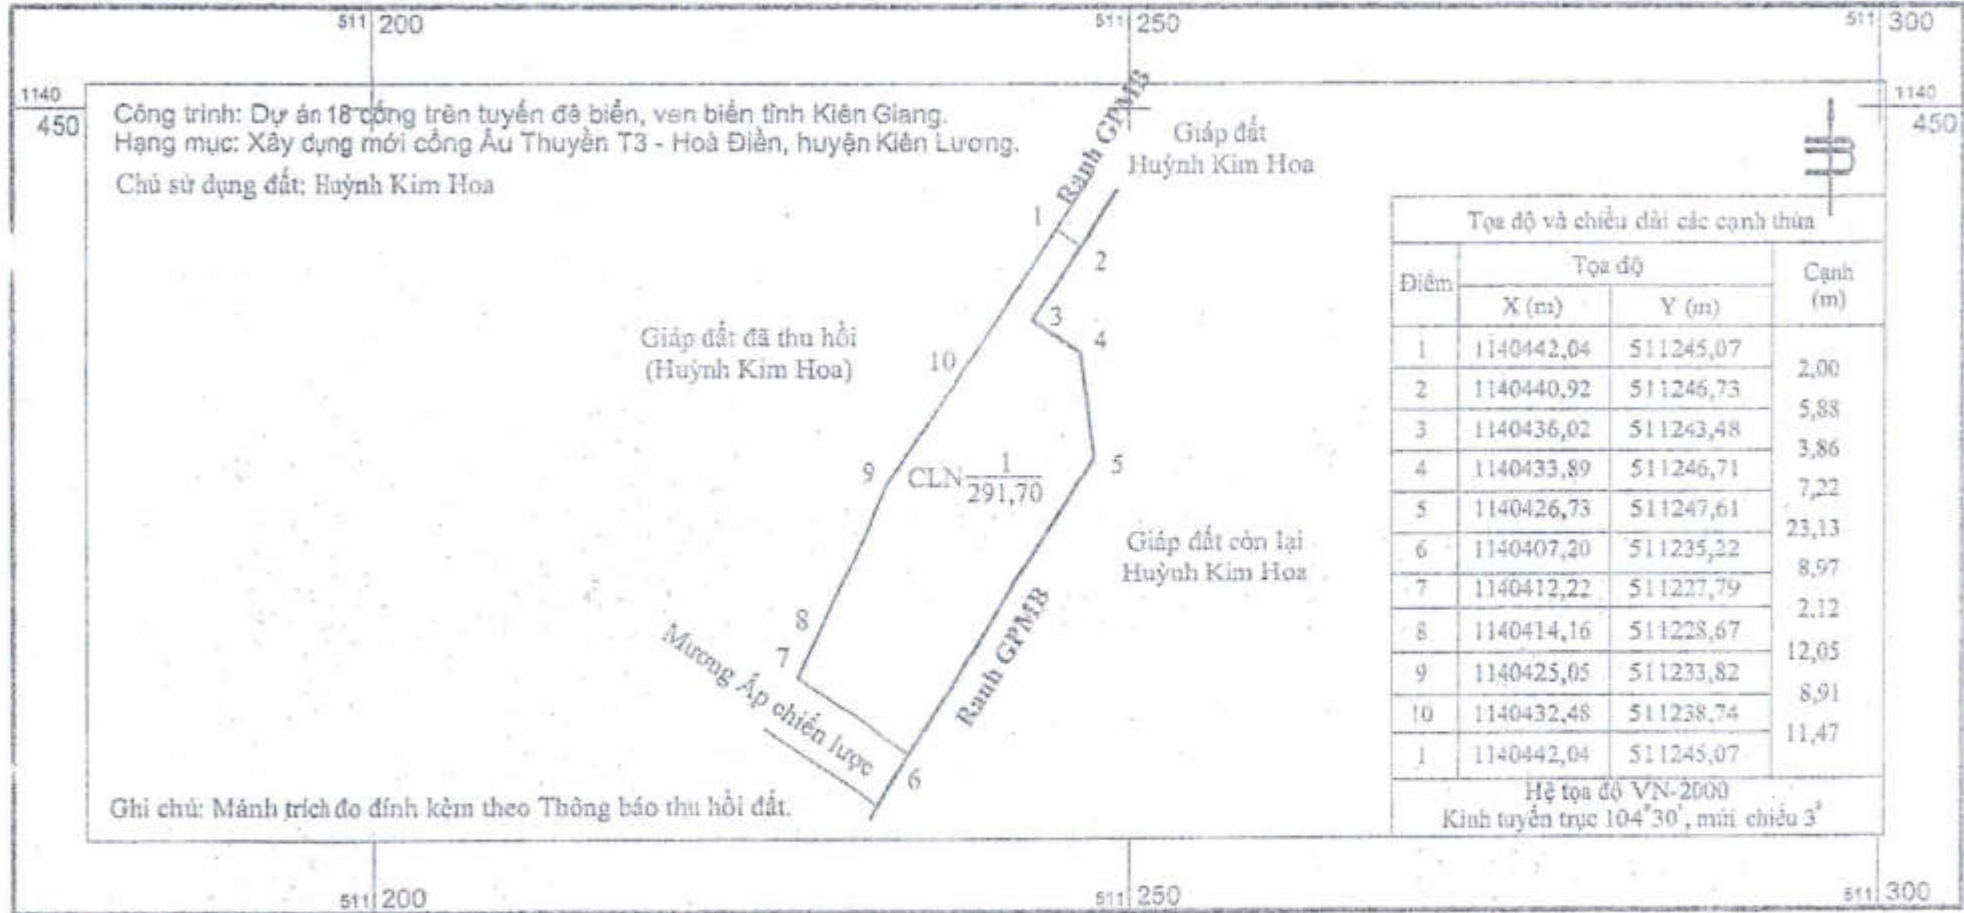 511 200
511 250
511 300
1140
450
1140
450
Công trình: Dự án 18 cống trên tuyến đê biển, ven biển tỉnh Kiên Giang.
Hạng mục: Xây dựng mới cống Âu Thuyền T3 - Hoà Điền, huyện Kiên Lương.
Chủ sử dụng đất: Huỳnh Kim Hoa
Ranh GPMB
Giáp đất
Huỳnh Kim Hoa
B
1
2
3
4
Giáp đất đã thu hồi
(Huỳnh Kim Hoa)
10
9
CLN 1
291,70
5
Giáp đất còn lại
Huỳnh Kim Hoa
8
7
Mương Ấp chiến lược
Ranh GPMB
6
Tọa độ và chiều dài các cạnh thửa
Điểm Tọa độ Cạnh
X (m) Y (m) (m)
1 1140442,04 511245,07
2,00
2 1140440,92 511246,73
5,88
3 1140436,02 511243,48
3,86
4 1140433,89 511246,71
7,22
5 1140426,73 511247,61
23,13
6 1140407,20 511235,22
8,97
7 1140412,22 511227,79
2.12
8 1140414,16 511228,67
12,05
9 1140425,05 511233,82
8,91
10 1140432,48 511238,74
11,47
1 1140442,04 511245,07
Hệ tọa độ VN-2000
Kinh tuyến trục 104°30', múi chiếu 3°
Ghi chú: Mảnh trích đo đính kèm theo Thông báo thu hồi đất.
511 200
511 250
511 300